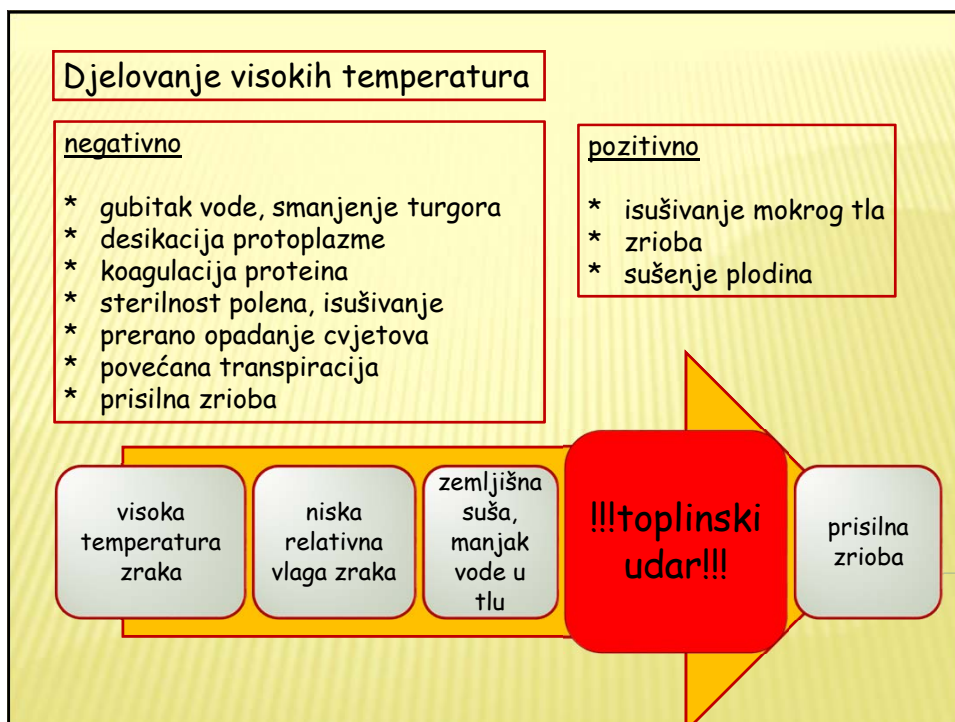 Djelovanje visokih temperatura
negativno
* gubitak vode, smanjenje turgora
* desikacija protoplazme
* koagulacija proteina
* sterilnost polena, isušivanje
* prerano opadanje cvjetova
* povećana transpiracija
* prisilna zrioba
pozitivno
* isušivanje mokrog tla
* zrioba
* sušenje plodina
visoka
temperatura
zraka
niska
relativna
vlaga zraka
zemljišna
suša,
manjak
vode u
tlu
!!!toplinski
udar!!!
prisilna
zrioba